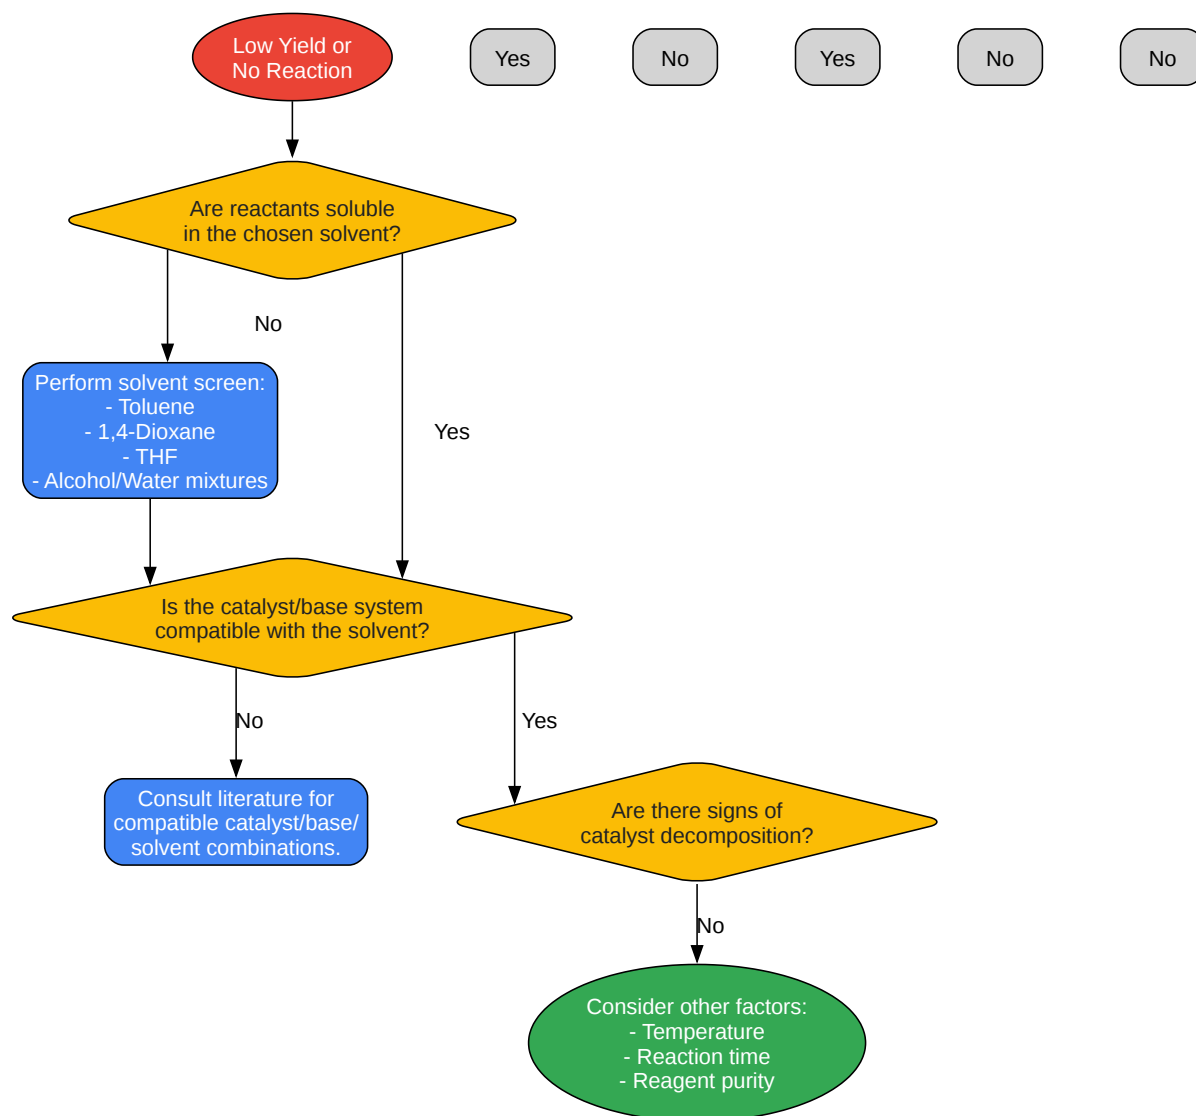 Low Yield or
No Reaction
Yes
No
Yes
No
No
Are reactants soluble
in the chosen solvent?
No
Perform solvent screen:
- Toluene
- 1,4-Dioxane
- THF
- Alcohol/Water mixtures
Yes
Is the catalyst/base system
compatible with the solvent?
No
Yes
Consult literature for
compatible catalyst/base/
solvent combinations.
Are there signs of
catalyst decomposition?
No
Consider other factors:
- Temperature
- Reaction time
- Reagent purity